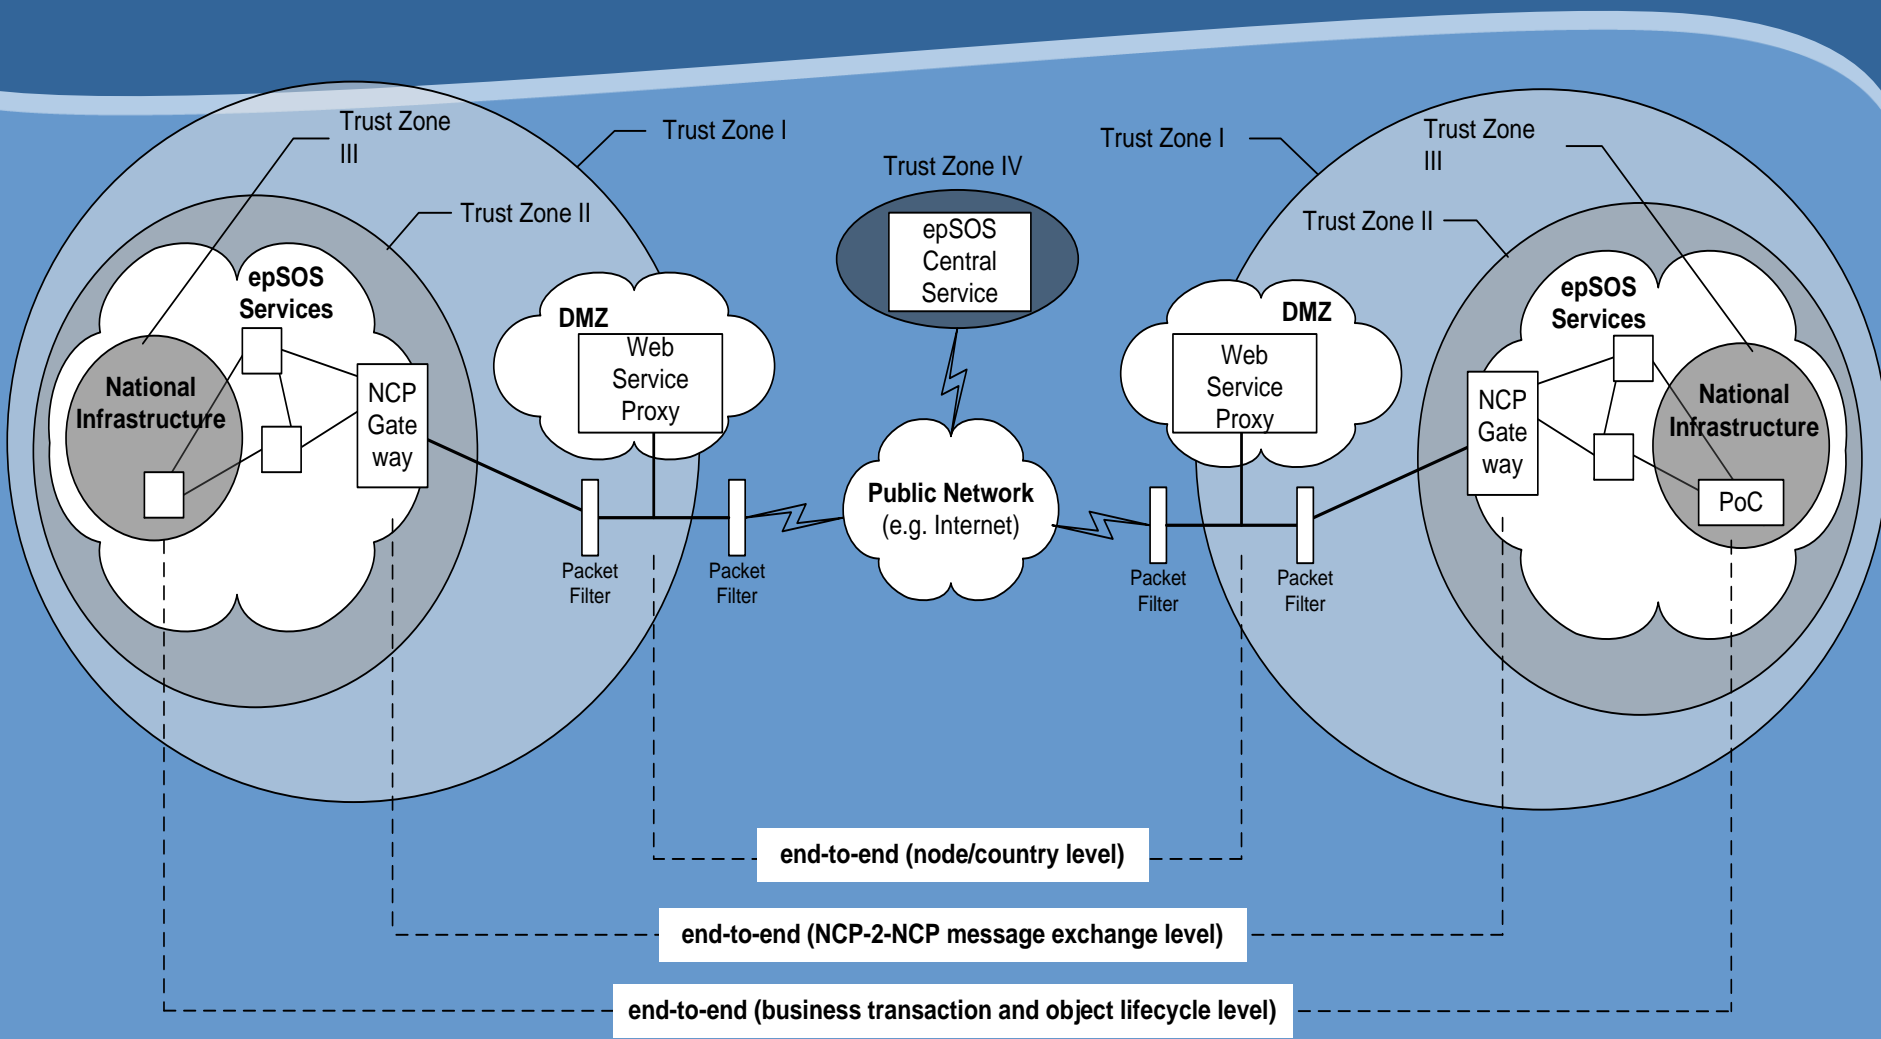 Trust Zone
III
Trust Zone I
Trust Zone II
epSOS
Services
National
Infrastructure
NCP
Gate
way
DMZ
Web
Service
Proxy
Packet
Filter
Packet
Filter
Trust Zone IV
epSOS
Central
Service
Public Network
(e.g. Internet)
Trust Zone I
Trust Zone
III
Trust Zone II
DMZ
Web
Service
Proxy
Packet
Filter
Packet
Filter
epSOS
Services
NCP
Gate
way
National
Infrastructure
PoC
end-to-end (node/country level)
end-to-end (NCP-2-NCP message exchange level)
end-to-end (business transaction and object lifecycle level)